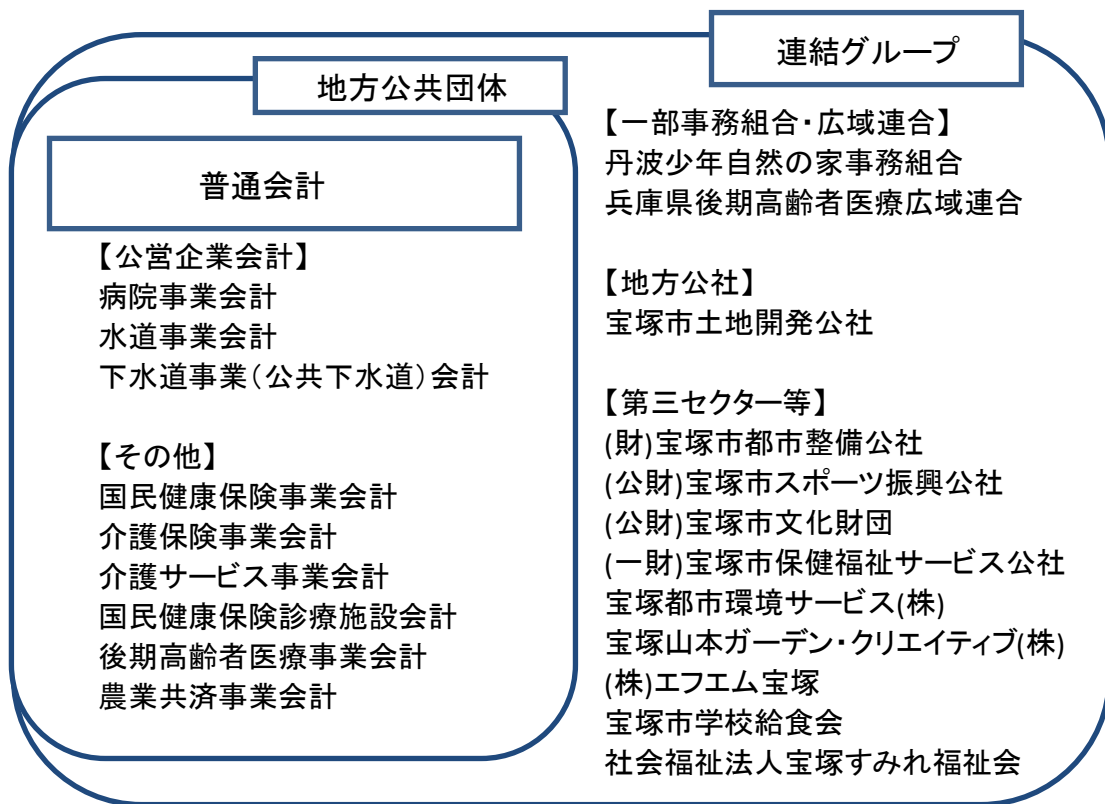 連結グループ
地方公共団体
普通会計
【公営企業会計】
病院事業会計
水道事業会計
下水道事業(公共下水道)会計
【その他】
国民健康保険事業会計
介護保険事業会計
介護サービス事業会計
国民健康保険診療施設会計
後期高齢者医療事業会計
農業共済事業会計
【一部事務組合・広域連合】
丹波少年自然の家事務組合
兵庫県後期高齢者医療広域連合
【地方公社】
宝塚市土地開発公社
【第三セクター等】
(財)宝塚市都市整備公社
(公財)宝塚市スポーツ振興公社
(公財)宝塚市文化財団
(一財)宝塚市保健福祉サービス公社
宝塚都市環境サービス(株)
宝塚山本ガーデン・クリエイティブ(株)
(株)エフエム宝塚
宝塚市学校給食会
社会福祉法人宝塚すみれ福祉会